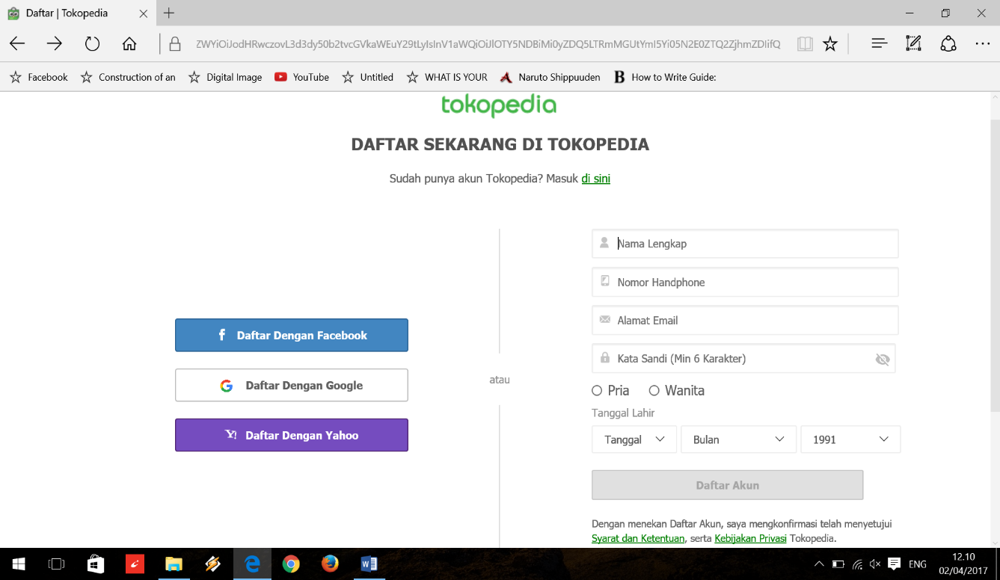 Daftar | Tokopedia
ZWYiOiJodHRwczovL3d3dy50b2tvcGVkaWEuY29tLyIsInV1aWQiOiJlOTY5NDBiMi0yZDQ5LTRmMGUtYmI5Yi05N2E0ZTQ2ZjhmZDIifQ
Facebook Construction of an Digital Image YouTube Untitled WHAT IS YOUR Naruto Shippuuden B How to Write Guide:
tokopedia
DAFTAR SEKARANG DI TOKOPEDIA
Sudah punya akun Tokopedia? Masuk di sini
Daftar Dengan Facebook
Daftar Dengan Google
Daftar Dengan Yahoo
atau
Nama Lengkap
Nomor Handphone
Alamat Email
Kata Sandi (Min 6 Karakter)
Pria Wanita
Tanggal Lahir
Tanggal Bulan 1991
Daftar Akun
Dengan menekan Daftar Akun, saya mengkonfirmasi telah menyetujui
Syarat dan Ketentuan, serta Kebijakan Privasi Tokopedia.
ENG
12.10
02/04/2017